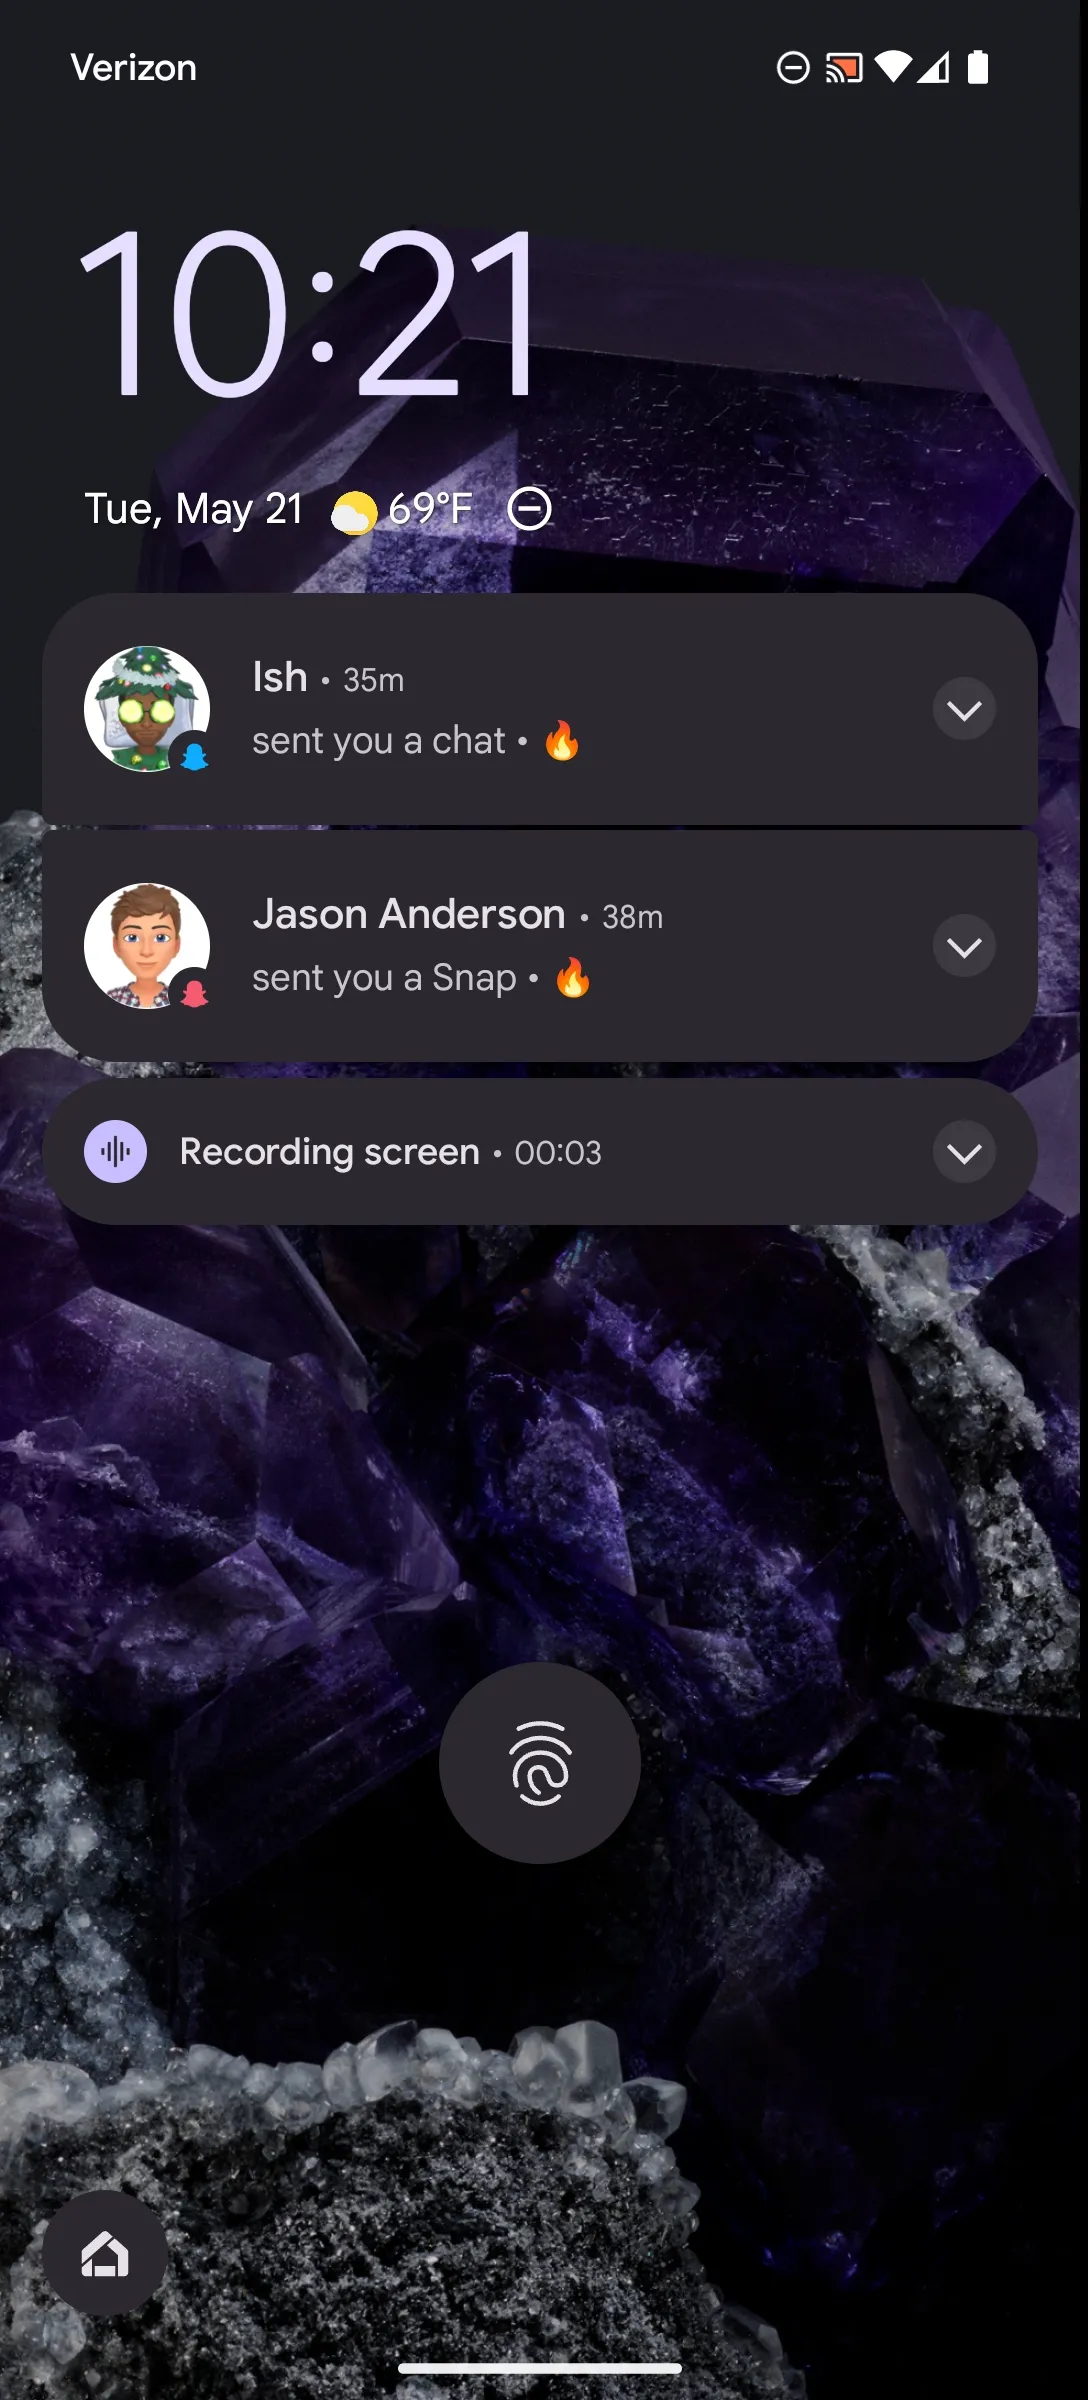 Verizon
10:21
Tue, May 21 69°F
Ish • 35m
sent you a chat • 🔥
Jason Anderson • 38m
sent you a Snap • 🔥
Recording screen • 00:03